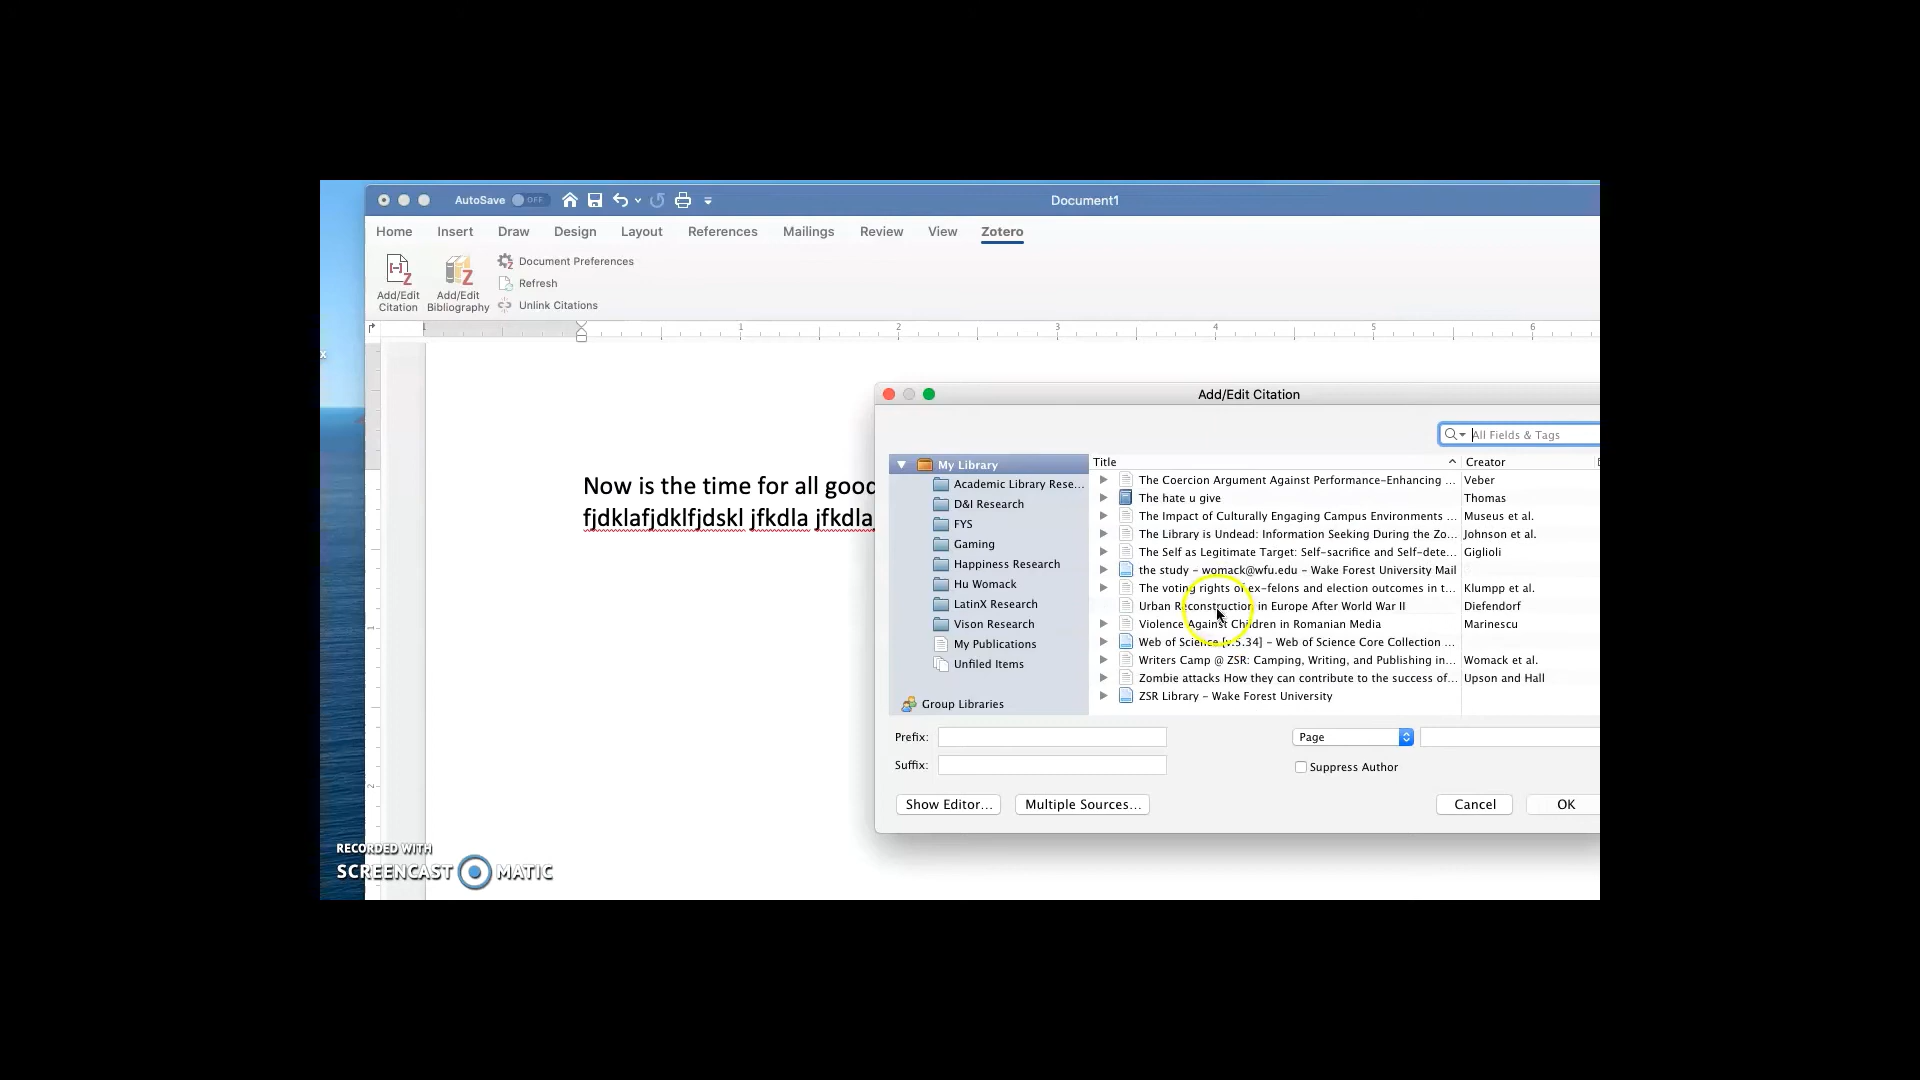 AutoSave OFF
Document1
Home Insert Draw Design Layout References Mailings Review View Zotero
Add/Edit Citation
Add/Edit Bibliography
Document Preferences
Refresh
Unlink Citations
1 1 2 3 4 5 6
x
Add/Edit Citation
All Fields & Tags
My Library
Academic Library Rese...
D&I Research
FYS
Gaming
Happiness Research
Hu Womack
LatinX Research
Vison Research
My Publications
Unfiled Items
Group Libraries
Title Creator
The Coercion Argument Against Performance-Enhancing ... Veber
The hate u give Thomas
The Impact of Culturally Engaging Campus Environments ... Museus et al.
The Library is Undead: Information Seeking During the Zo... Johnson et al.
The Self as Legitimate Target: Self-sacrifice and Self-dete... Giglioli
the study - womack@wfu.edu - Wake Forest University Mail
The voting rights of ex-felons and election outcomes in t... Klumpp et al.
Urban Reconstruction in Europe After World War II Diefendorf
Violence Against Children in Romanian Media Marinescu
Web of Science [v.5.34] - Web of Science Core Collection ...
Writers Camp @ ZSR: Camping, Writing, and Publishing in... Womack et al.
Zombie attacks How they can contribute to the success of... Upson and Hall
ZSR Library - Wake Forest University
Now is the time for all good
fjdklafjdklfjdskl jfkdla jfkdla
1
2
Prefix:
Page
Suffix:
Suppress Author
Show Editor...
Multiple Sources...
Cancel
OK
RECORDED WITH
SCREENCAST MATIC